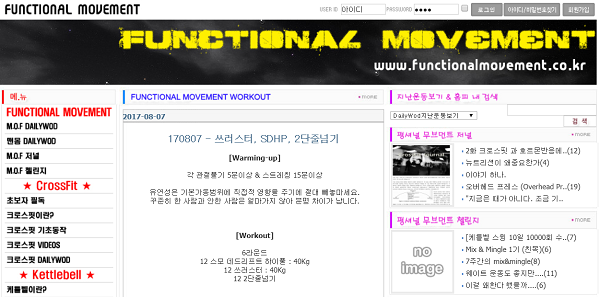 FUNCTIONAL MOVEMENT
USER ID 아이디 PASSWORD ●●●● 로그인 아이디/비밀번호찾기 회원가입
FUNCTIONAL MOVEMENT
www.functionalmovement.co.kr
메.뉴
FUNCTIONAL MOVEMENT
M.O.F DAILYWOD
맨몸 DAILYWOD
M.O.F 저널
M.O.F 챌린지
★ CrossFit ★
초보자 필독
크로스핏이란?
크로스핏 기초동작
크로스핏 VIDEOS
크로스핏 DAILYWOD
★ Kettlebell ★
케틀벨이란?
FUNCTIONAL MOVEMENT WORKOUT
MORE
2017-08-07
170807 - 쓰러스터, SDHP, 2단줄넘기
[Warming-up]
각 관절풀기 5분이상 & 스트레칭 15분이상
유연성은 기본가동범위에 직접적 영향을 주기에 절대 빼놓마세요.
꾸준히 한 사람과 안한 사람은 얼마가지 않아 분명 차이가 납니다.
[Workout]
6라운드
12 스모 데드리프트 하이풀 : 40Kg
12 쓰러스터 : 40Kg
12 2단줄넘기
지난운동보기 & 홈피 내 검색
DailyWod지난운동보기
검 색
펑셔널 무브먼트 저널
MORE
2화 크로스핏 과 호르몬반응에..(12)
뉴트리션이 왜중요한가(4)
이야기 하나.
오버헤드 프레스 (Overhead Pr..(19)
"지금은 때가 아니다. 조금 기..
펑셔널 무브먼트 챌린지
MORE
no
image
[케틀벨 스윙 10일 10000회 수..(7)
Mix & Mingle 1기 (친목)(6)
7주간의 mix&mingle(8)
웨이트 운동도 좋지만....(11)
이걸 왜한다 했을까....(6)